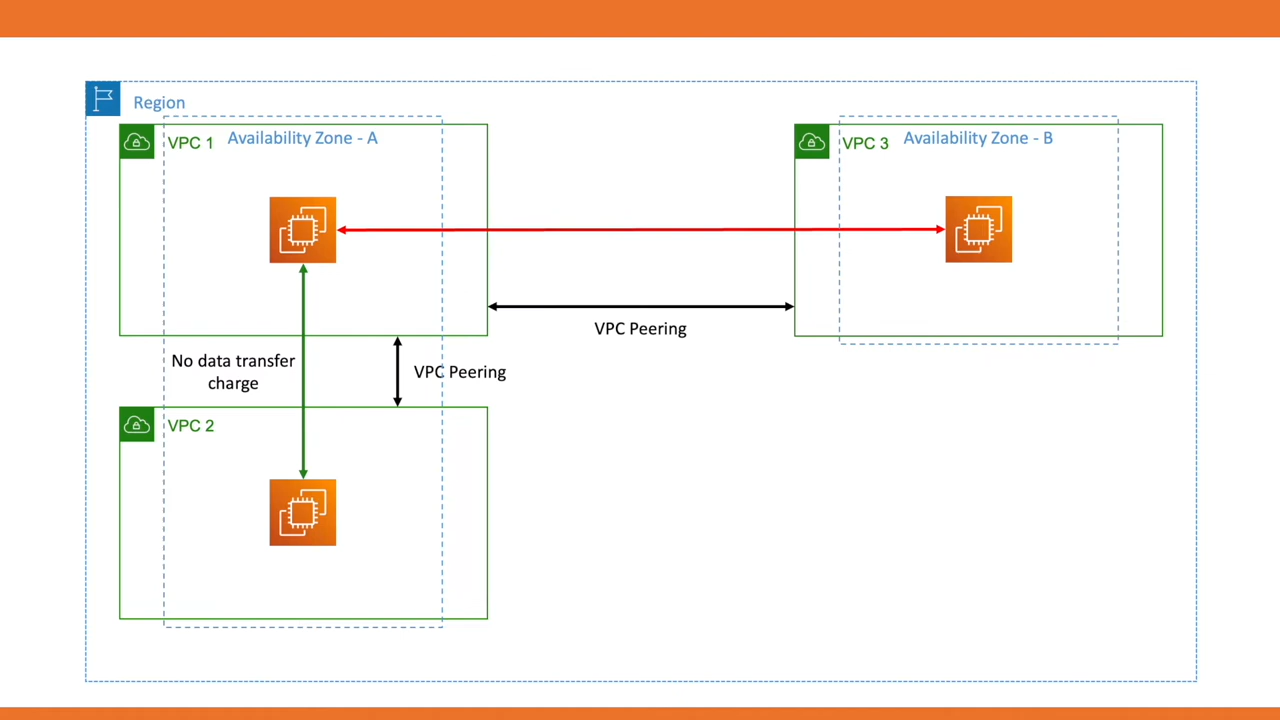 Region
VPC 1
Availability Zone - A
VPC 3
Availability Zone - B
VPC Peering
No data transfer
charge
VPC Peering
VPC 2